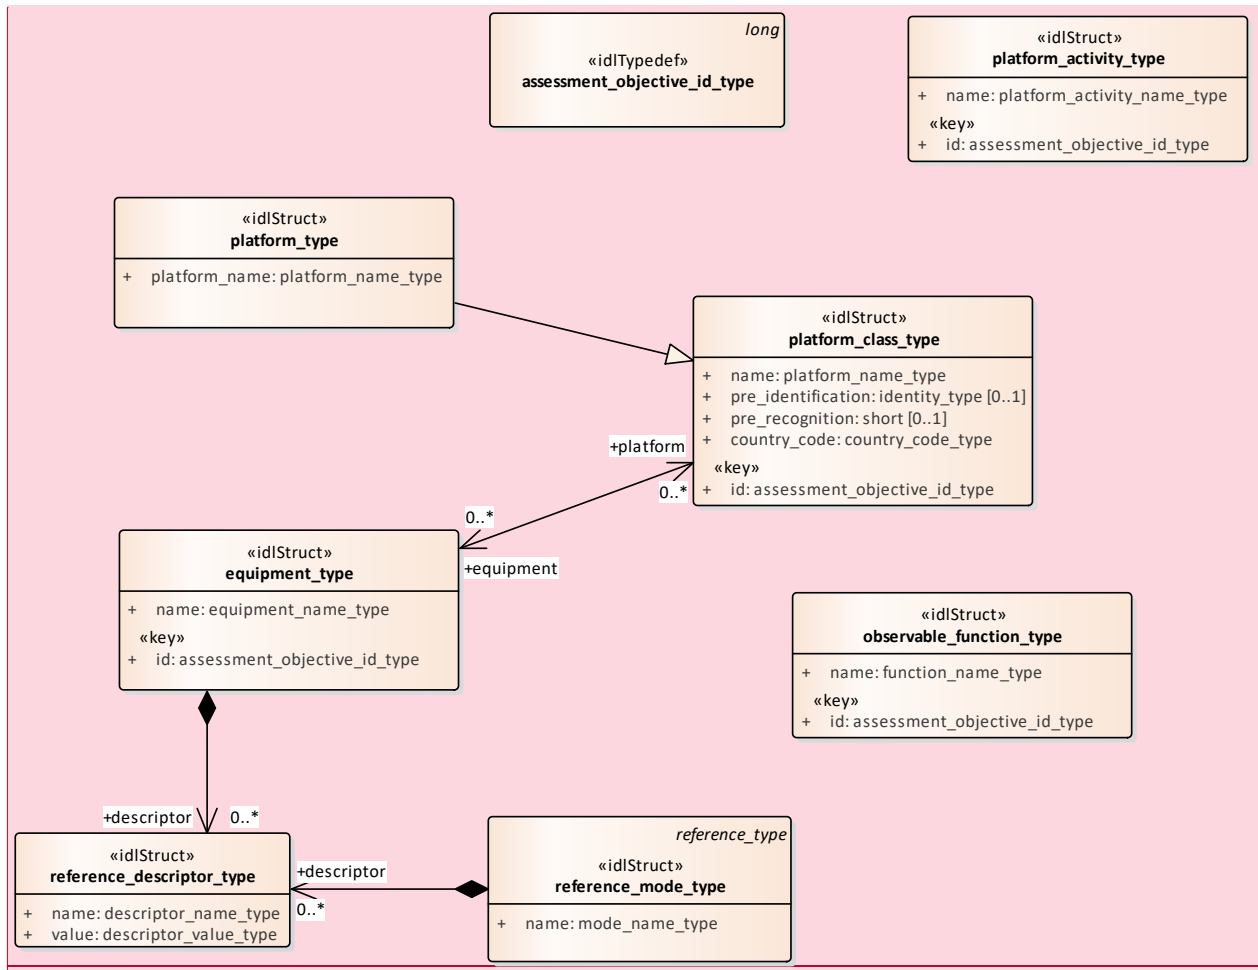 long
«idlTypedef»
assessment_objective_id_type
«idlStruct»
platform_activity_type
+ name: platform_activity_name_type
«key»
+ id: assessment_objective_id_type
«idlStruct»
platform_type
+ platform_name: platform_name_type
«idlStruct»
platform_class_type
+ name: platform_name_type
+ pre_identification: identity_type [0..1]
+ pre_recognition: short [0..1]
+ country_code: country_code_type
«key»
+ id: assessment_objective_id_type
+platform
0..*
0..*
+equipment
«idlStruct»
equipment_type
+ name: equipment_name_type
«key»
+ id: assessment_objective_id_type
«idlStruct»
observable_function_type
+ name: function_name_type
«key»
+ id: assessment_objective_id_type
+descriptor 0..*
«idlStruct»
reference_descriptor_type
+ name: descriptor_name_type
+ value: descriptor_value_type
+descriptor
0..*
reference_type
«idlStruct»
reference_mode_type
+ name: mode_name_type